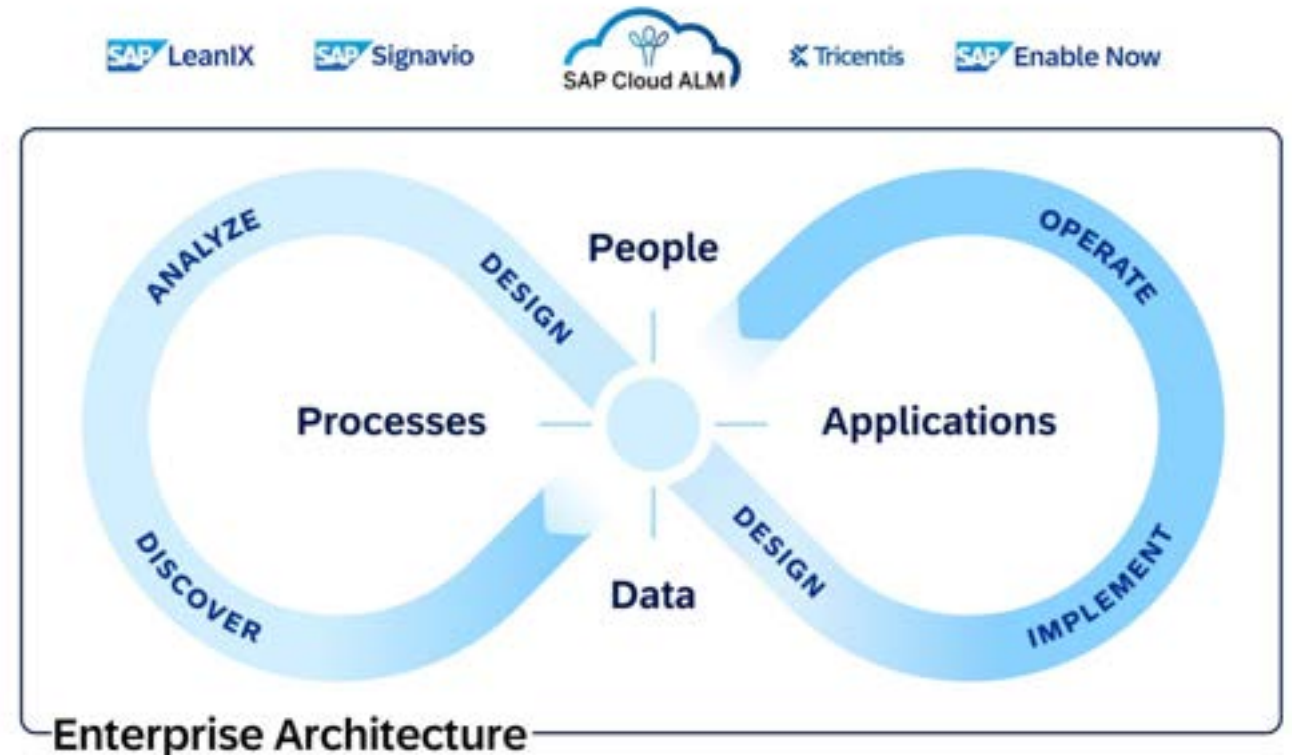 SAP LeanIX
SAP Signavio
SAP Cloud ALM
Tricentis
SAP Enable Now
ANALYZE
DESIGN
People
OPERATE
Processes
Applications
DISCOVER
Data
DESIGN
IMPLEMENT
Enterprise Architecture